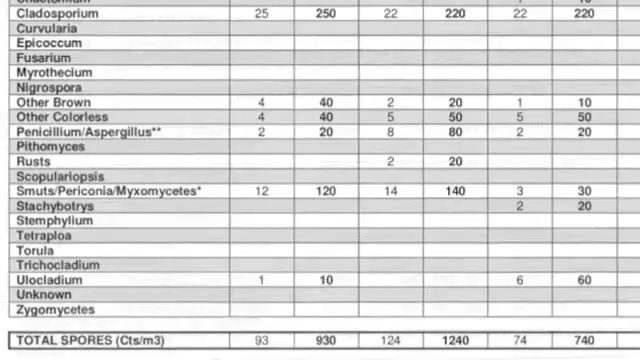 Cladosporium 25 250 22 220 22 220
Curvularia
Epicoccum
Fusarium
Myrothecium
Nigrospora
Other Brown 4 40 2 20 1 10
Other Colorless 4 40 5 50 5 50
Penicillium/Aspergillus** 2 20 8 80 2 20
Pithomyces
Rusts 2 20
Scopulariopsis
Smuts/Periconia/Myxomycetes* 12 120 14 140 3 30
Stachybotrys 2 20
Stemphylium
Tetraploa
Torula
Trichocladium
Ulocladium 1 10 6 60
Unknown
Zygomycetes
TOTAL SPORES (Cts/m3) 93 930 124 1240 74 740